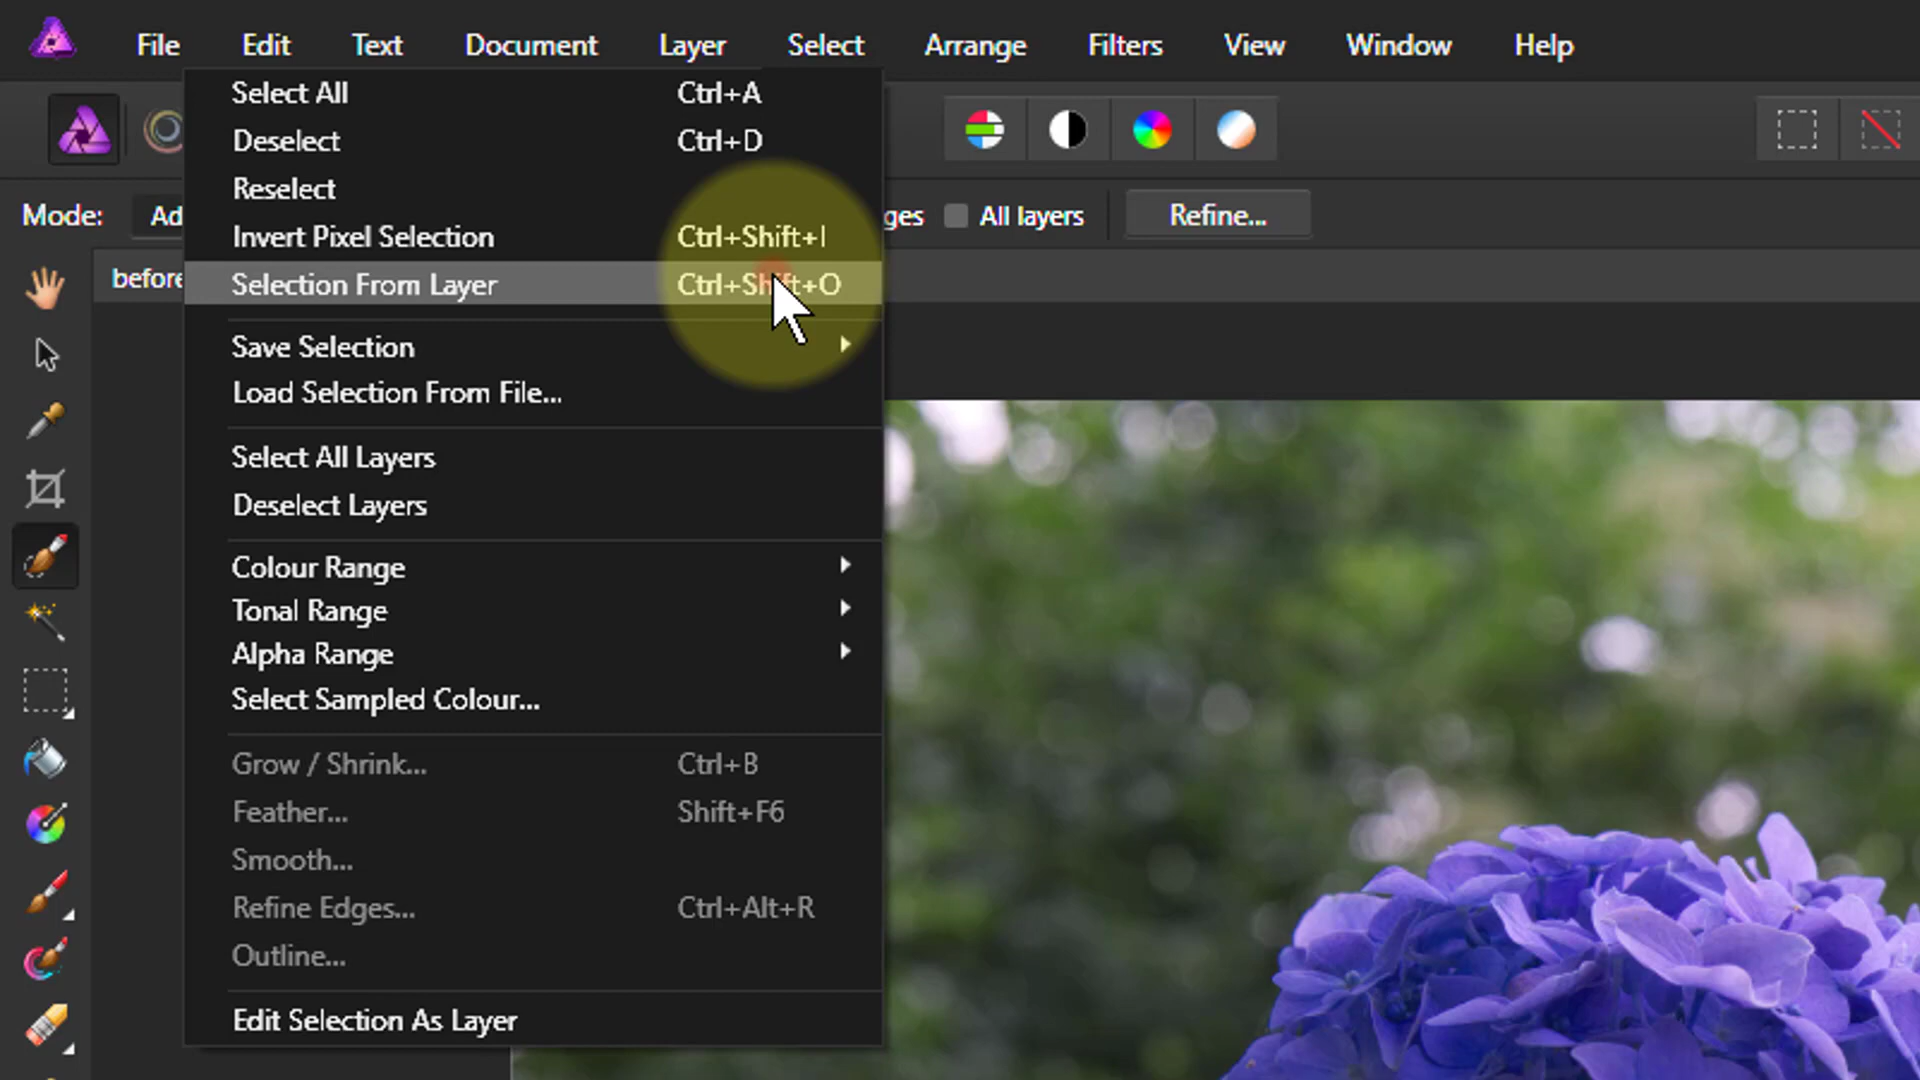 File Edit Text Document Layer Select Arrange Filters View Window Help
Select All Ctrl+A
Deselect Ctrl+D
Reselect
Mode: Ad
ges All layers Refine...
Invert Pixel Selection Ctrl+Shift+I
before
Selection From Layer Ctrl+Shift+O
Save Selection
Load Selection From File...
Select All Layers
Deselect Layers
Colour Range
Tonal Range
Alpha Range
Select Sampled Colour...
Grow / Shrink... Ctrl+B
Feather... Shift+F6
Smooth...
Refine Edges... Ctrl+Alt+R
Outline...
Edit Selection As Layer